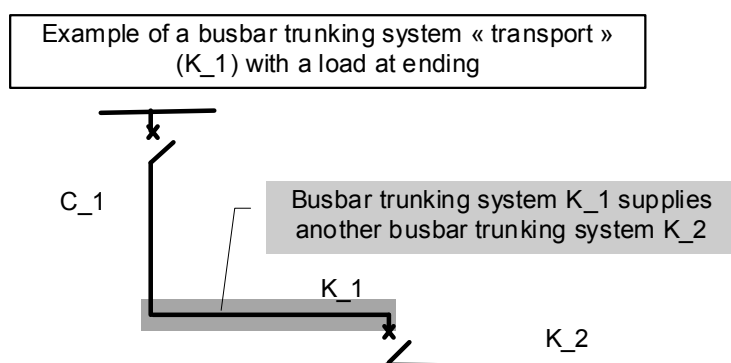 Example of a busbar trunking system « transport »
(K_1) with a load at ending
C_1
Busbar trunking system K_1 supplies
another busbar trunking system K_2
K_1
K_2